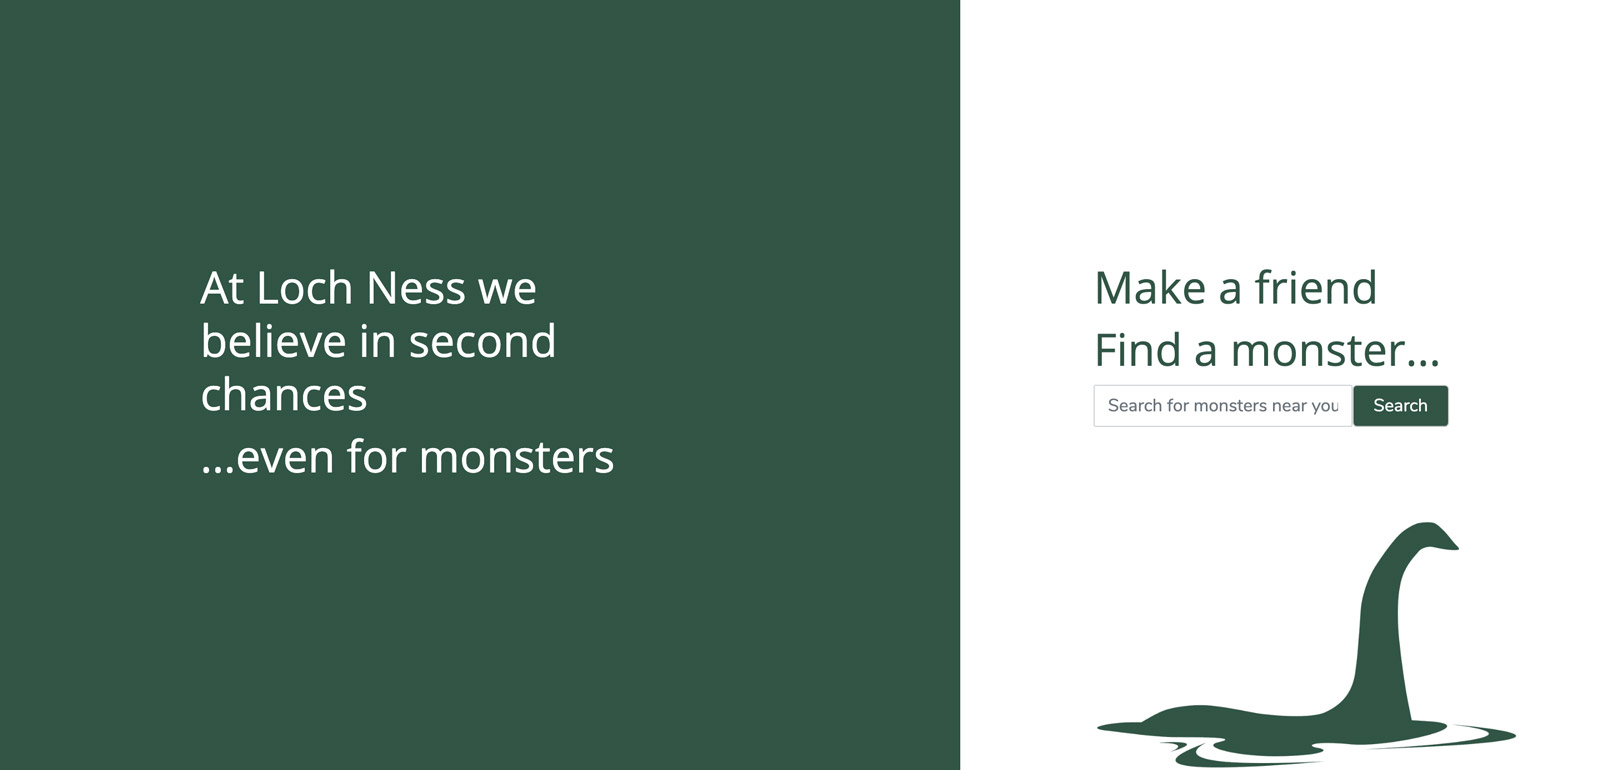 At Loch Ness we
believe in second
chances
...even for monsters
Make a friend
Find a monster...
Search for monsters near you
Search